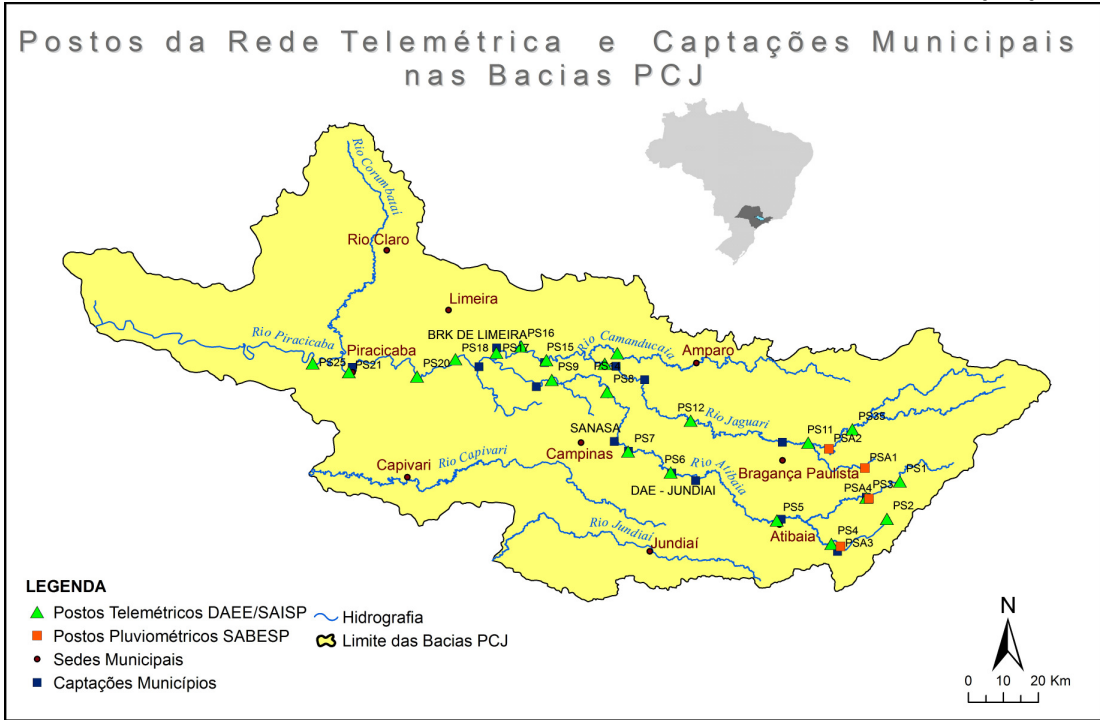 Postos da Rede Telemétrica e Captações Municipais
nas Bacias PCJ
Rio Corumbataí
Rio Claro
Limeira
BRK DE LIMEIRA
PS16
PS18
PS17
PS15
Rio Camanducaia
Amparo
Rio Piracicaba
Piracicaba
PS25
PS21
PS20
PS9
PS8
PS12
Rio Jaguari
PS35
PS11
PSA2
SANASA
Campinas
PS7
PS6
Rio Atibaia
Bragança Paulista
PSA1
PS1
PS3
PSA4
DAE - JUNDIAI
Capivari
Rio Capivari
PS2
PS5
PS4
PSA3
Atibaia
Rio Jundiaí
Jundiaí
LEGENDA
Postos Telemétricos DAEE/SAISP
Hidrografia
Postos Pluviométricos SABESP
Limite das Bacias PCJ
Sedes Municipais
Captações Municípios
N
0 10 20 Km